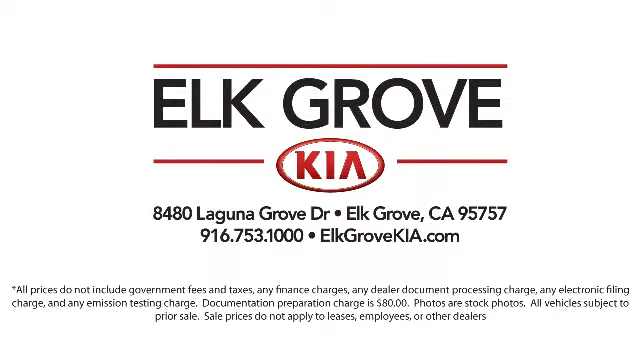 ELK GROVE
KIA
8480 Laguna Grove Dr • Elk Grove, CA 95757
916.753.1000 • ElkGroveKIA.com
*All prices do not include government fees and taxes, any finance charges, any dealer document processing charge, any electronic filing
charge, and any emission testing charge. Documentation preparation charge is $80.00. Photos are stock photos. All vehicles subject to
prior sale. Sale prices do not apply to leases, employees, or other dealers